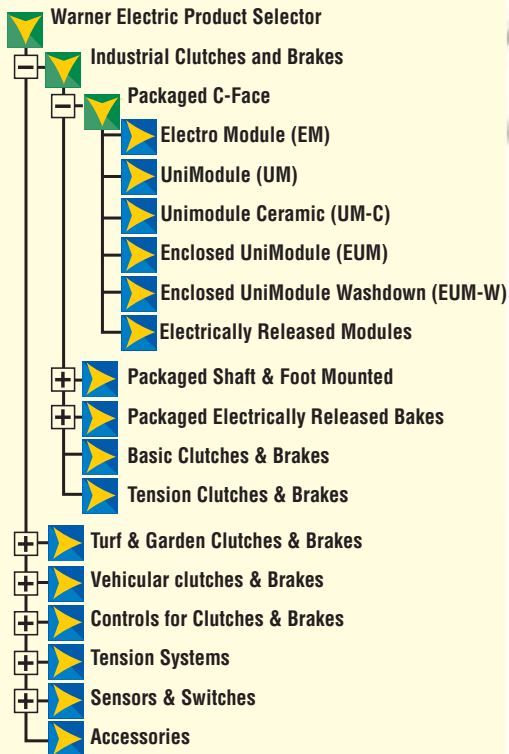 Warner Electric Product Selector
Industrial Clutches and Brakes
Packaged C-Face
Electro Module (EM)
UniModule (UM)
Unimodule Ceramic (UM-C)
Enclosed UniModule (EUM)
Enclosed UniModule Washdown (EUM-W)
Electrically Released Modules
Packaged Shaft & Foot Mounted
Packaged Electrically Released Bakes
Basic Clutches & Brakes
Tension Clutches & Brakes
Turf & Garden Clutches & Brakes
Vehicular clutches & Brakes
Controls for Clutches & Brakes
Tension Systems
Sensors & Switches
Accessories